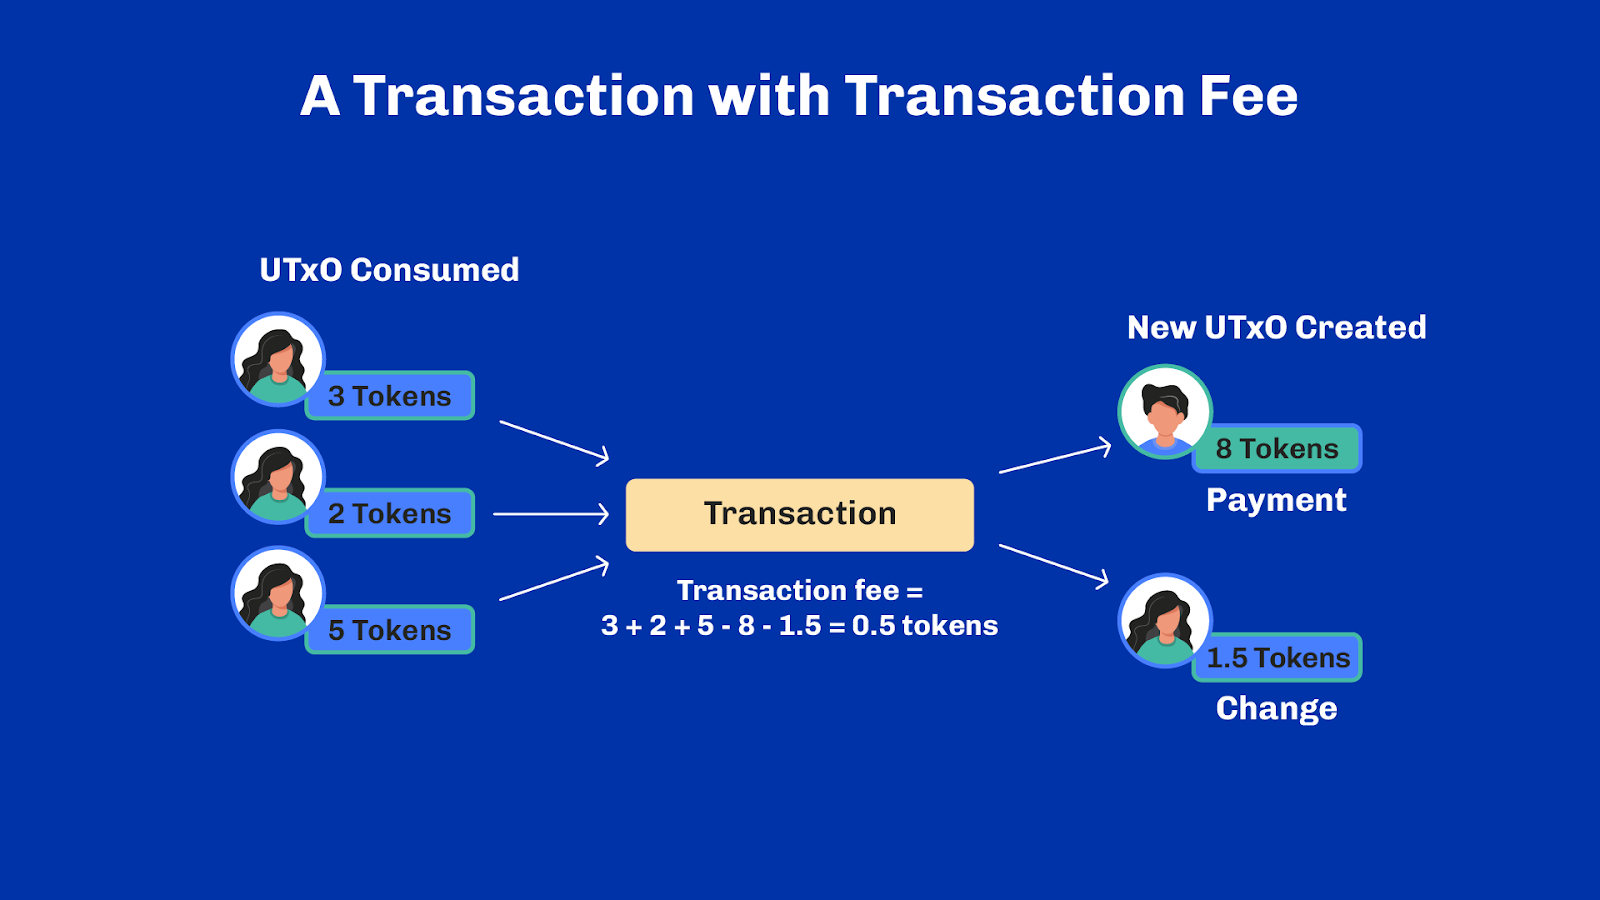 A Transaction with Transaction Fee
UTxO Consumed
3 Tokens
2 Tokens
5 Tokens
Transaction
Transaction fee =
3 + 2 + 5 - 8 - 1.5 = 0.5 tokens
New UTxO Created
8 Tokens
Payment
1.5 Tokens
Change